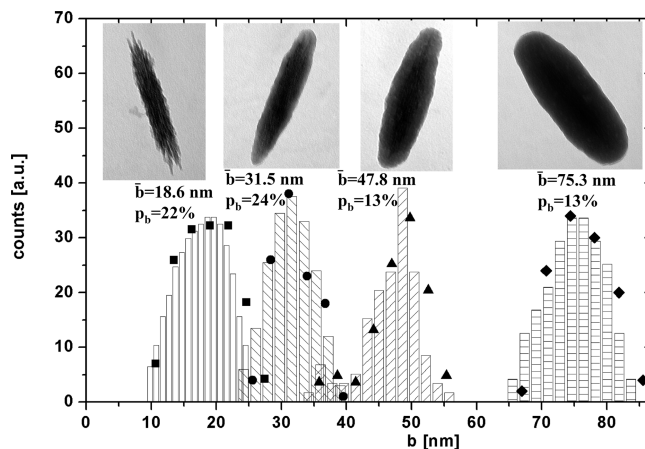 70
60
50
40
30
20
10
0
counts [a.u.]
b̄=18.6 nm
p_b=22%
b̄=31.5 nm
p_b=24%
b̄=47.8 nm
p_b=13%
b̄=75.3 nm
p_b=13%
0 10 20 30 40 50 60 70 80
b [nm]